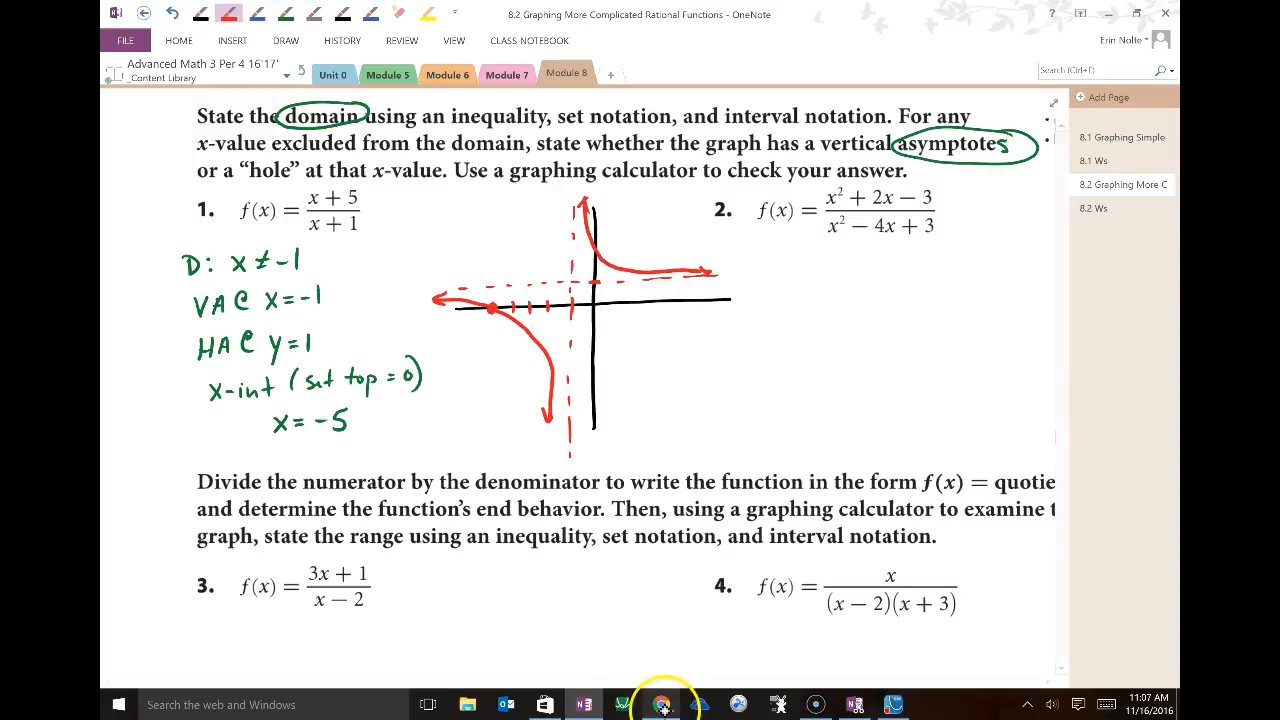 8.2 Graphing More Complicated Rational Functions - OneNote
FILE HOME INSERT DRAW HISTORY REVIEW VIEW CLASS NOTEBOOK
Erin Nolte
Advanced Math 3 Per 4 16'17'
_Content Library
5
Unit 0
Module 5
Module 6
Module 7
Module 8
Search (Ctrl+E)
Add Page
8.1 Graphing Simple
8.1 Ws
8.2 Graphing More C
8.2 Ws
State the domain using an inequality, set notation, and interval notation. For any
x-value excluded from the domain, state whether the graph has a vertical asymptotes
or a “hole” at that x-value. Use a graphing calculator to check your answer.
1. f(x) = (x + 5)/(x + 1)
2. f(x) = (x² + 2x − 3)/(x² − 4x + 3)
D: x ≠ -1
VA @ x = -1
HA @ y = 1
x-int (set top = 0)
x = -5
Divide the numerator by the denominator to write the function in the form f(x) = quotie
and determine the function’s end behavior. Then, using a graphing calculator to examine t
graph, state the range using an inequality, set notation, and interval notation.
3. f(x) = (3x + 1)/(x − 2)
4. f(x) = x/((x − 2)(x + 3))
Search the web and Windows
11:07 AM
11/16/2016